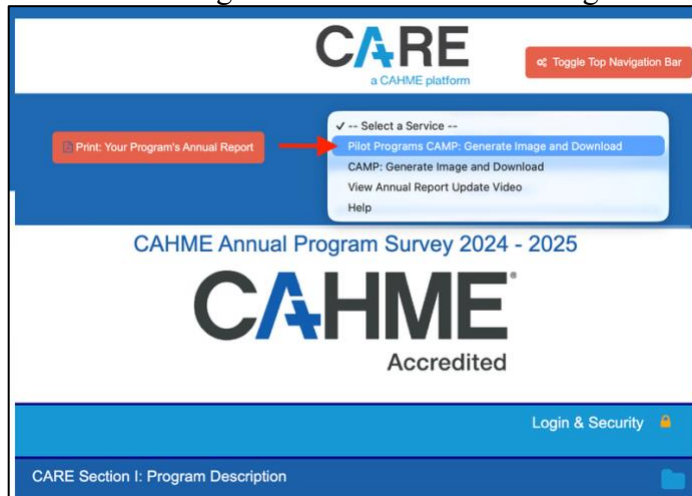 CARE
a CAHME platform
Toggle Top Navigation Bar
Print: Your Program's Annual Report
✓ -- Select a Service --
Pilot Programs CAMP: Generate Image and Download
CAMP: Generate Image and Download
View Annual Report Update Video
Help
CAHME Annual Program Survey 2024 - 2025
CAHME®
Accredited
Login & Security
CARE Section I: Program Description